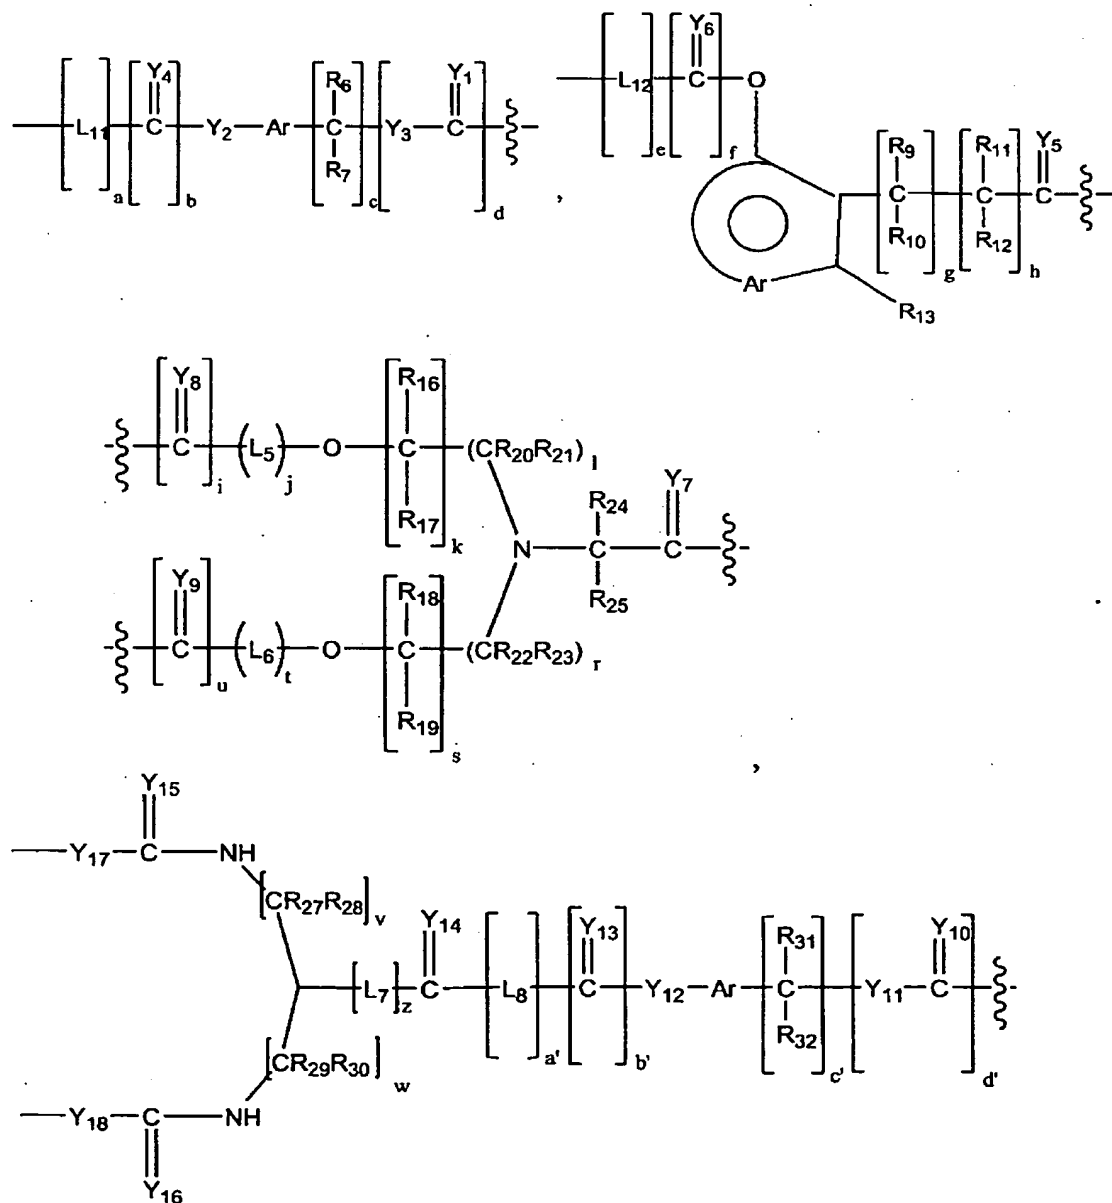 Y4 R6 Y1
L11 C Y2 Ar C Y3 C
R7
a b c d ,
Y6
L12 C O
e f
R9 R11 Y5
C C C
R10 R12
g h
Ar
R13
Y8 R16
C (L5) O C (CR20R21)
i j l
R17
k
R24 Y7
N C C
R25
Y9 R18
C (L6) O C (CR22R23)
u t r
R19
s
,
Y15
Y17 C NH
[CR27R28]v
Y14 Y13 R31 Y10
[L7]z C L8 C Y12 Ar C Y11 C
R32
a' b' c' d'
[CR29R30]w
Y18 C NH
Y16